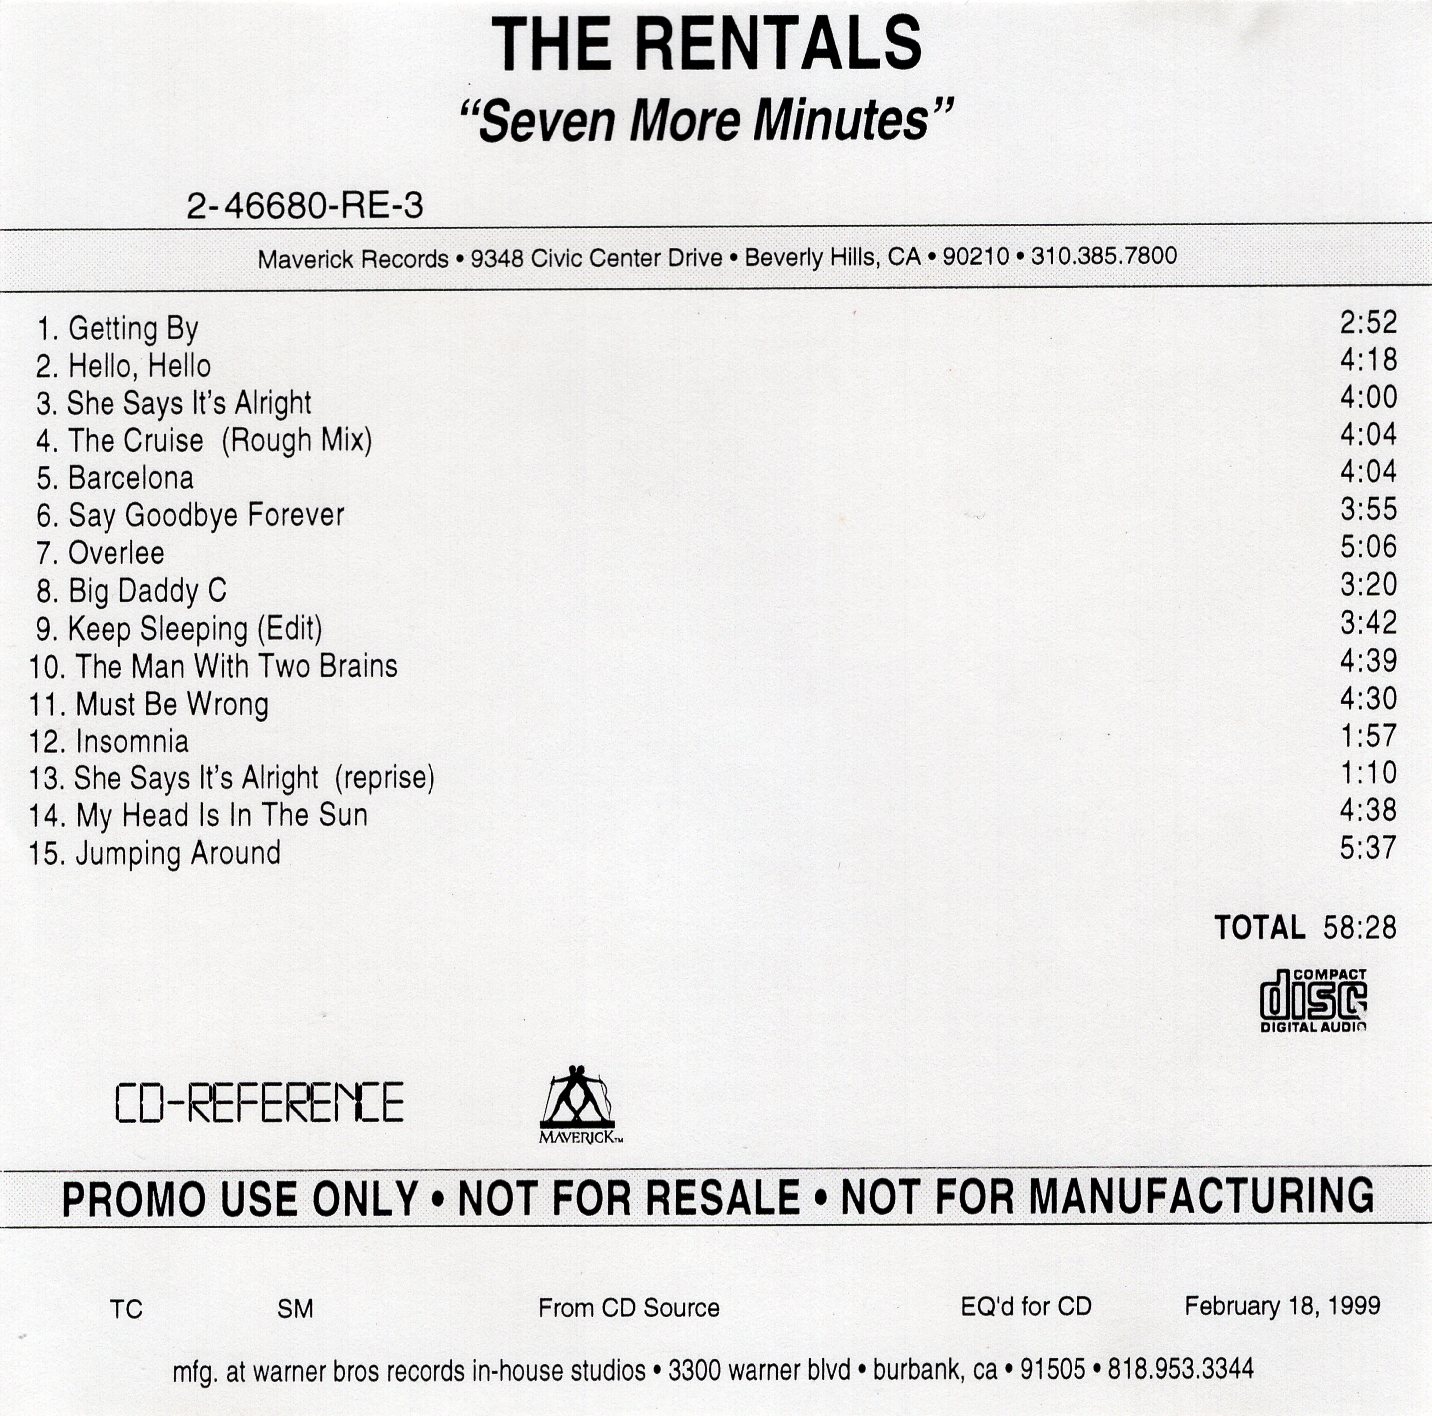 THE RENTALS
“Seven More Minutes”
2-46680-RE-3
Maverick Records • 9348 Civic Center Drive • Beverly Hills, CA • 90210 • 310.385.7800
1. Getting By 2:52
2. Hello, Hello 4:18
3. She Says It's Alright 4:00
4. The Cruise (Rough Mix) 4:04
5. Barcelona 4:04
6. Say Goodbye Forever 3:55
7. Overlee 5:06
8. Big Daddy C 3:20
9. Keep Sleeping (Edit) 3:42
10. The Man With Two Brains 4:39
11. Must Be Wrong 4:30
12. Insomnia 1:57
13. She Says It's Alright (reprise) 1:10
14. My Head Is In The Sun 4:38
15. Jumping Around 5:37
TOTAL 58:28
COMPACT
disc
DIGITAL AUDIO
CD-REFERENCE
MAVERICK™
PROMO USE ONLY • NOT FOR RESALE • NOT FOR MANUFACTURING
TC SM From CD Source EQ'd for CD February 18, 1999
mfg. at warner bros records in-house studios • 3300 warner blvd • burbank, ca • 91505 • 818.953.3344